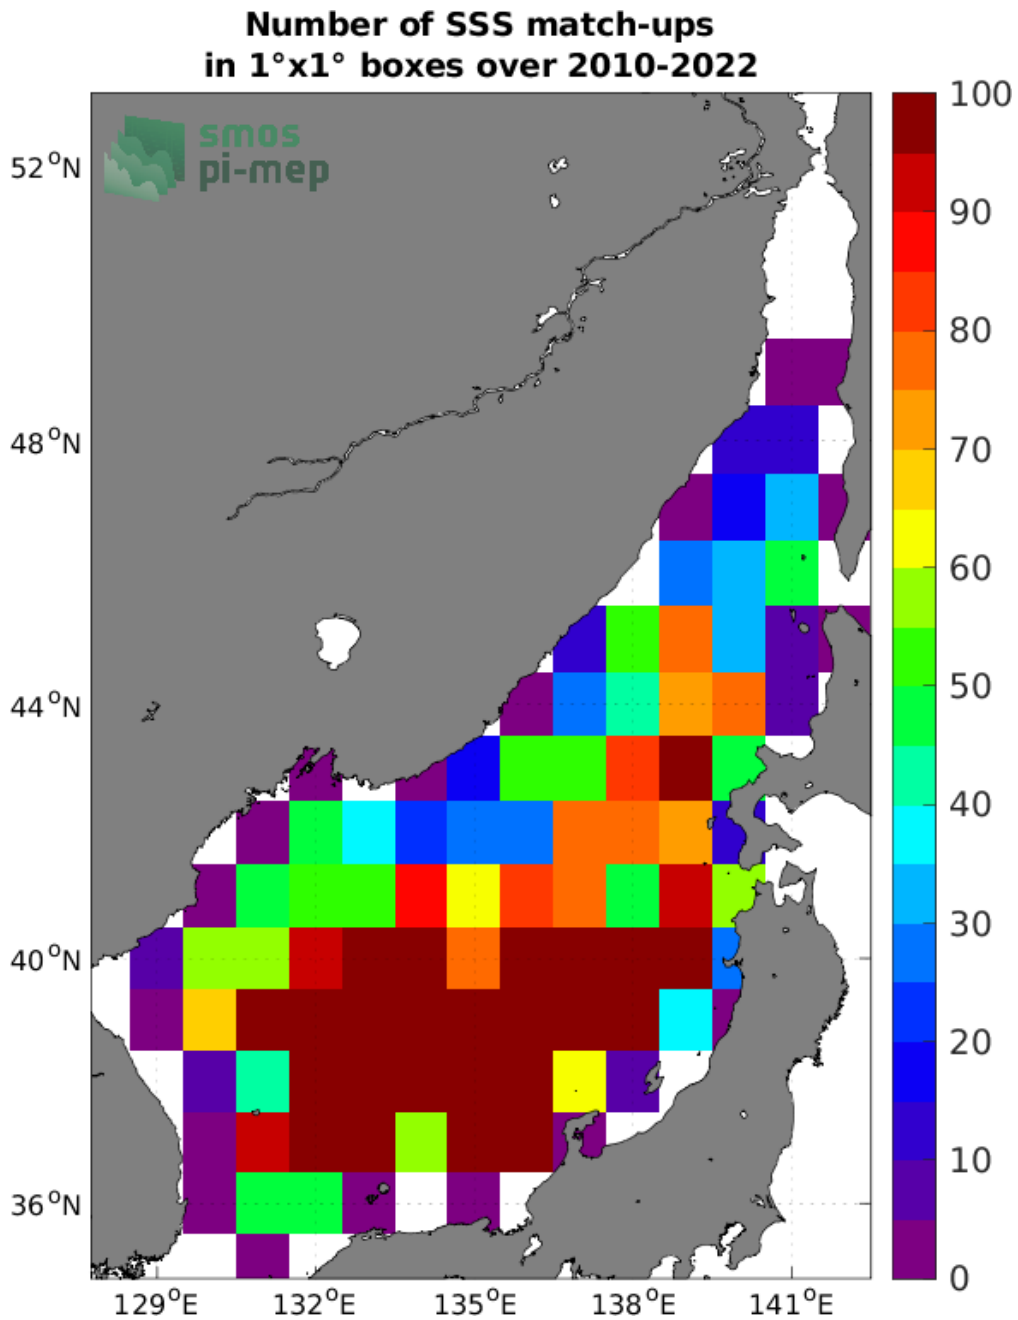 Number of SSS match-ups
in 1°x1° boxes over 2010-2022
smos
pi-mep
52°N
48°N
44°N
40°N
36°N
129°E 132°E 135°E 138°E 141°E
100
90
80
70
60
50
40
30
20
10
0